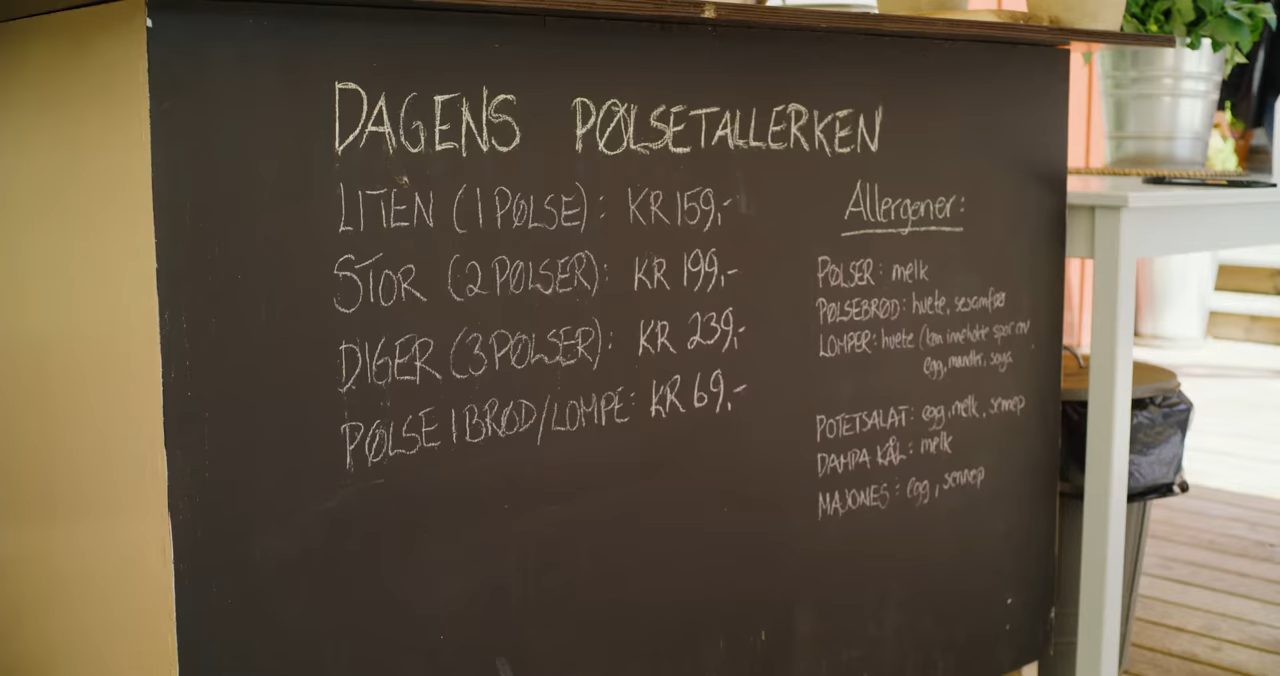 DAGENS PØLSETALLERKEN
LITEN (1 PØLSE): KR 159,-
STOR (2 PØLSER): KR 199,-
DIGER (3 PØLSER): KR 239,-
PØLSE I BRØD/LOMPE: KR 69,-
Allergener:
PØLSER: melk
PØLSEBRØD: hvete, sesamfrø
LOMPER: hvete (kan inneholde spor av
egg, mandler, soya
POTETSALAT: egg, melk, sennep
DAMPA KÅL: melk
MAJONES: egg, sennep